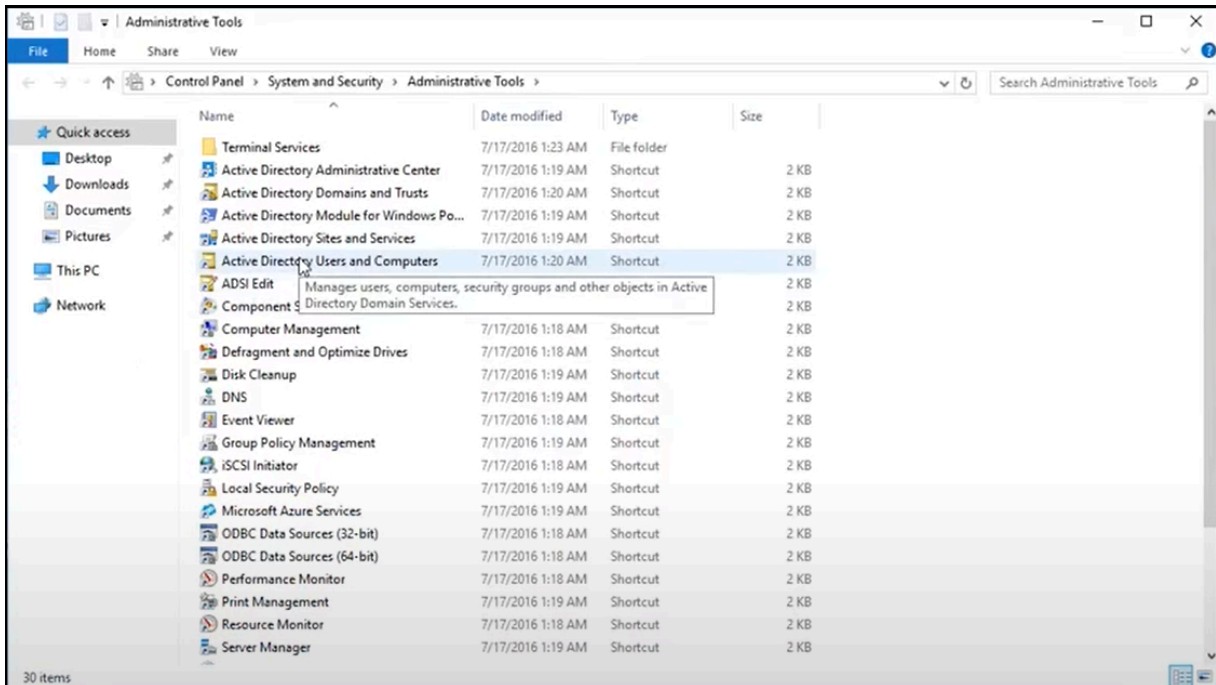 Administrative Tools
File Home Share View
Control Panel > System and Security > Administrative Tools >
Search Administrative Tools
Quick access
Desktop
Downloads
Documents
Pictures
This PC
Network
Name Date modified Type Size
Terminal Services 7/17/2016 1:23 AM File folder
Active Directory Administrative Center 7/17/2016 1:19 AM Shortcut 2 KB
Active Directory Domains and Trusts 7/17/2016 1:20 AM Shortcut 2 KB
Active Directory Module for Windows Po... 7/17/2016 1:19 AM Shortcut 2 KB
Active Directory Sites and Services 7/17/2016 1:19 AM Shortcut 2 KB
Active Directory Users and Computers 7/17/2016 1:20 AM Shortcut 2 KB
ADSI Edit 2 KB
Manages users, computers, security groups and other objects in Active
Directory Domain Services.
Component S 2 KB
Computer Management 7/17/2016 1:18 AM Shortcut 2 KB
Defragment and Optimize Drives 7/17/2016 1:18 AM Shortcut 2 KB
Disk Cleanup 7/17/2016 1:19 AM Shortcut 2 KB
DNS 7/17/2016 1:19 AM Shortcut 2 KB
Event Viewer 7/17/2016 1:18 AM Shortcut 2 KB
Group Policy Management 7/17/2016 1:19 AM Shortcut 2 KB
iSCSI Initiator 7/17/2016 1:18 AM Shortcut 2 KB
Local Security Policy 7/17/2016 1:19 AM Shortcut 2 KB
Microsoft Azure Services 7/17/2016 1:19 AM Shortcut 2 KB
ODBC Data Sources (32-bit) 7/17/2016 1:18 AM Shortcut 2 KB
ODBC Data Sources (64-bit) 7/17/2016 1:18 AM Shortcut 2 KB
Performance Monitor 7/17/2016 1:18 AM Shortcut 2 KB
Print Management 7/17/2016 1:19 AM Shortcut 2 KB
Resource Monitor 7/17/2016 1:18 AM Shortcut 2 KB
Server Manager 7/17/2016 1:19 AM Shortcut 2 KB
30 items